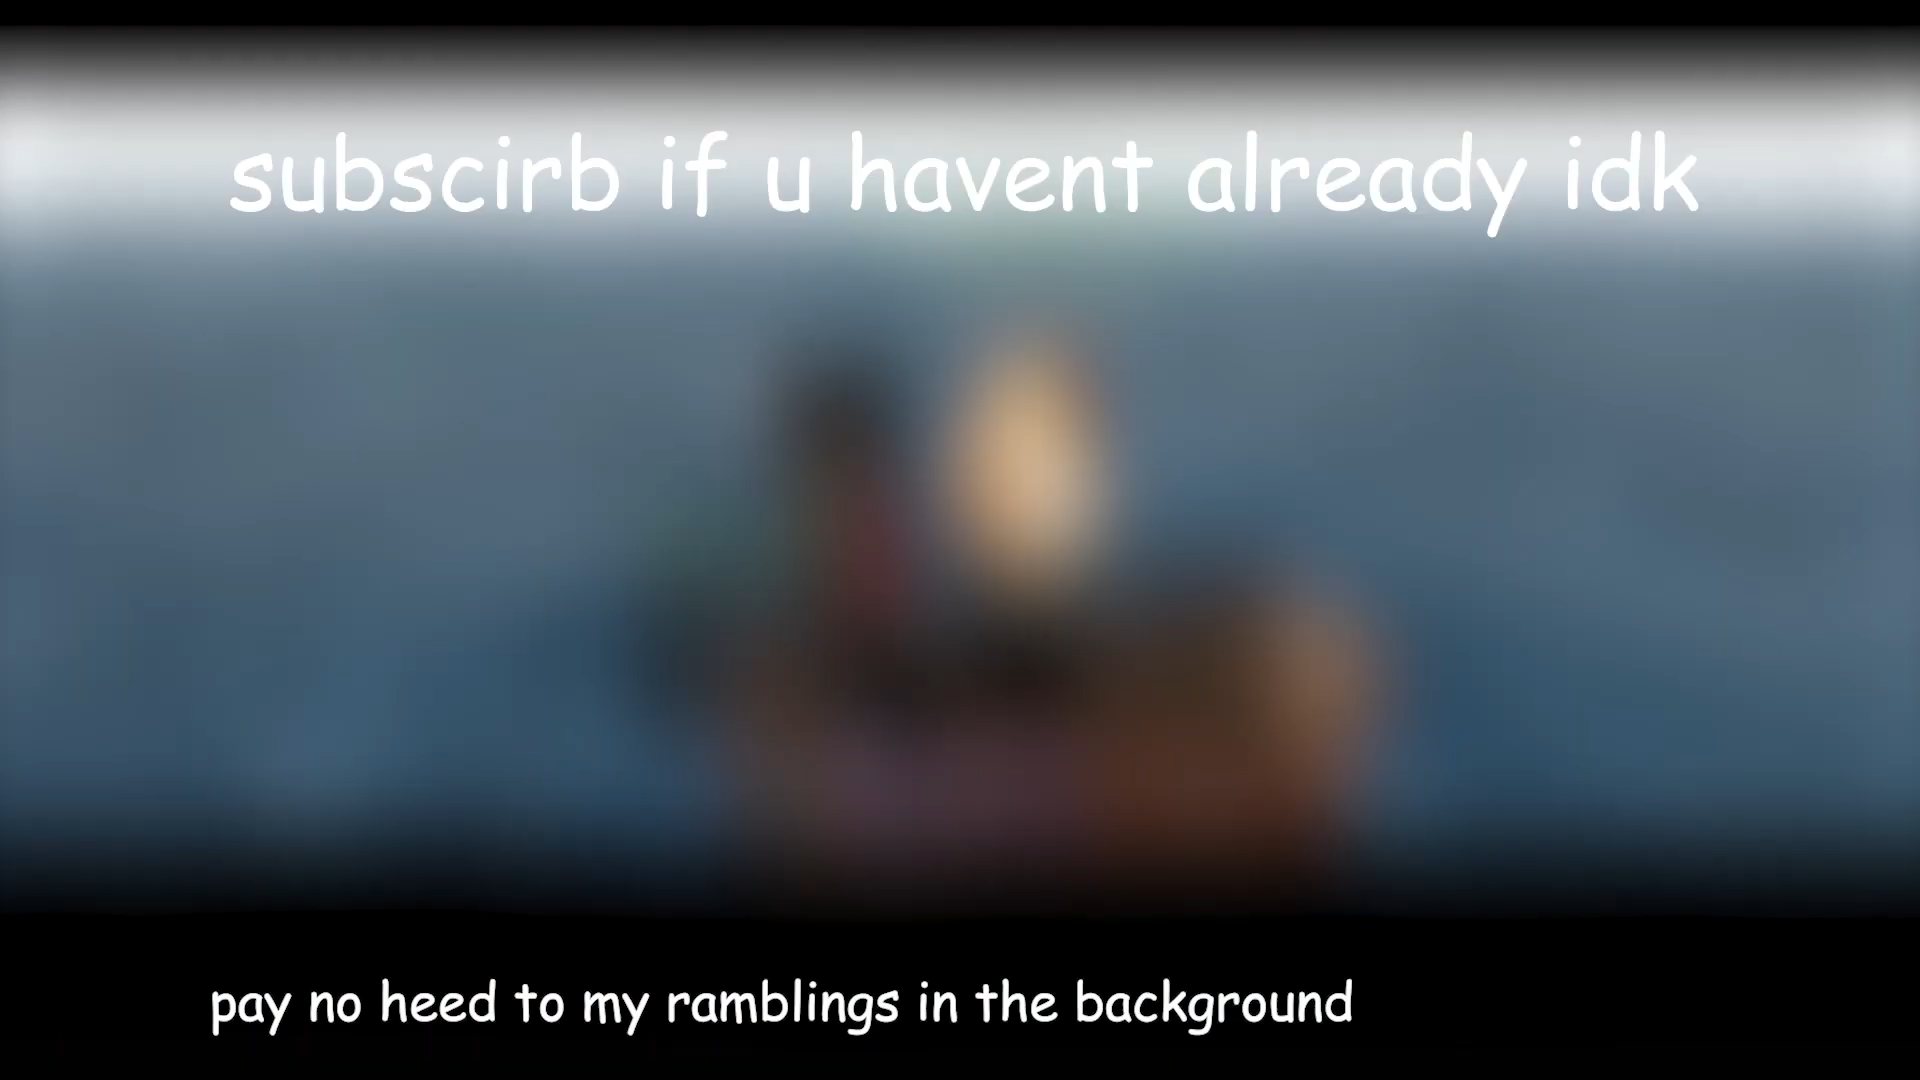 subscirb if u havent already idk
pay no heed to my ramblings in the background